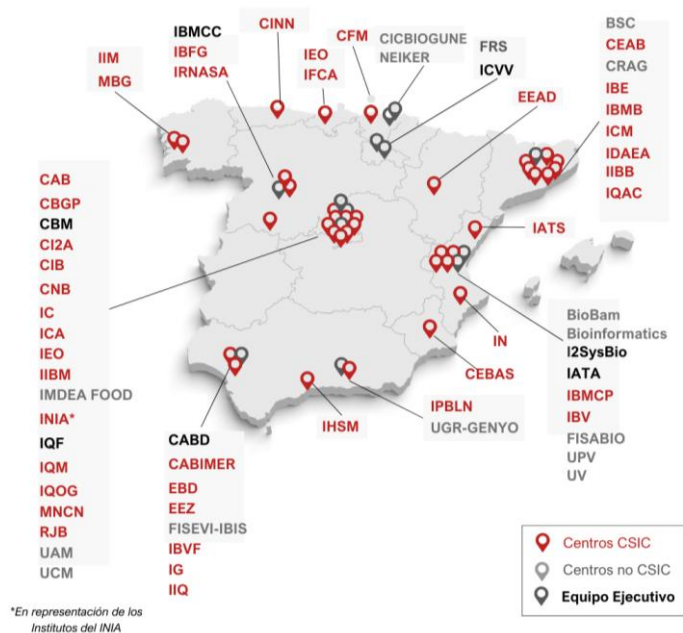 IIM
MBG
IBMCC
IBFG
IRNASA
CINN
IEO
IFCA
CFM
CICBIOGUNE
NEIKER
FRS
ICVV
EEAD
BSC
CEAB
CRAG
IBE
IBMB
ICM
IDAEA
IIBB
IQAC
CAB
CBGP
CBM
CI2A
CIB
CNB
IC
ICA
IEO
IIBM
IMDEA FOOD
INIA*
IQF
IQM
IQOG
MNCN
RJB
UAM
UCM
*En representación de los
Institutos del INIA
CABD
CABIMER
EBD
EEZ
FISEVI-IBIS
IBVF
IG
IIQ
IHSM
IPBLN
UGR-GENYO
CEBAS
IN
IATS
BioBam
Bioinformatics
I2SysBio
IATA
IBMCP
IBV
FISABIO
UPV
UV
Centros CSIC
Centros no CSIC
Equipo Ejecutivo